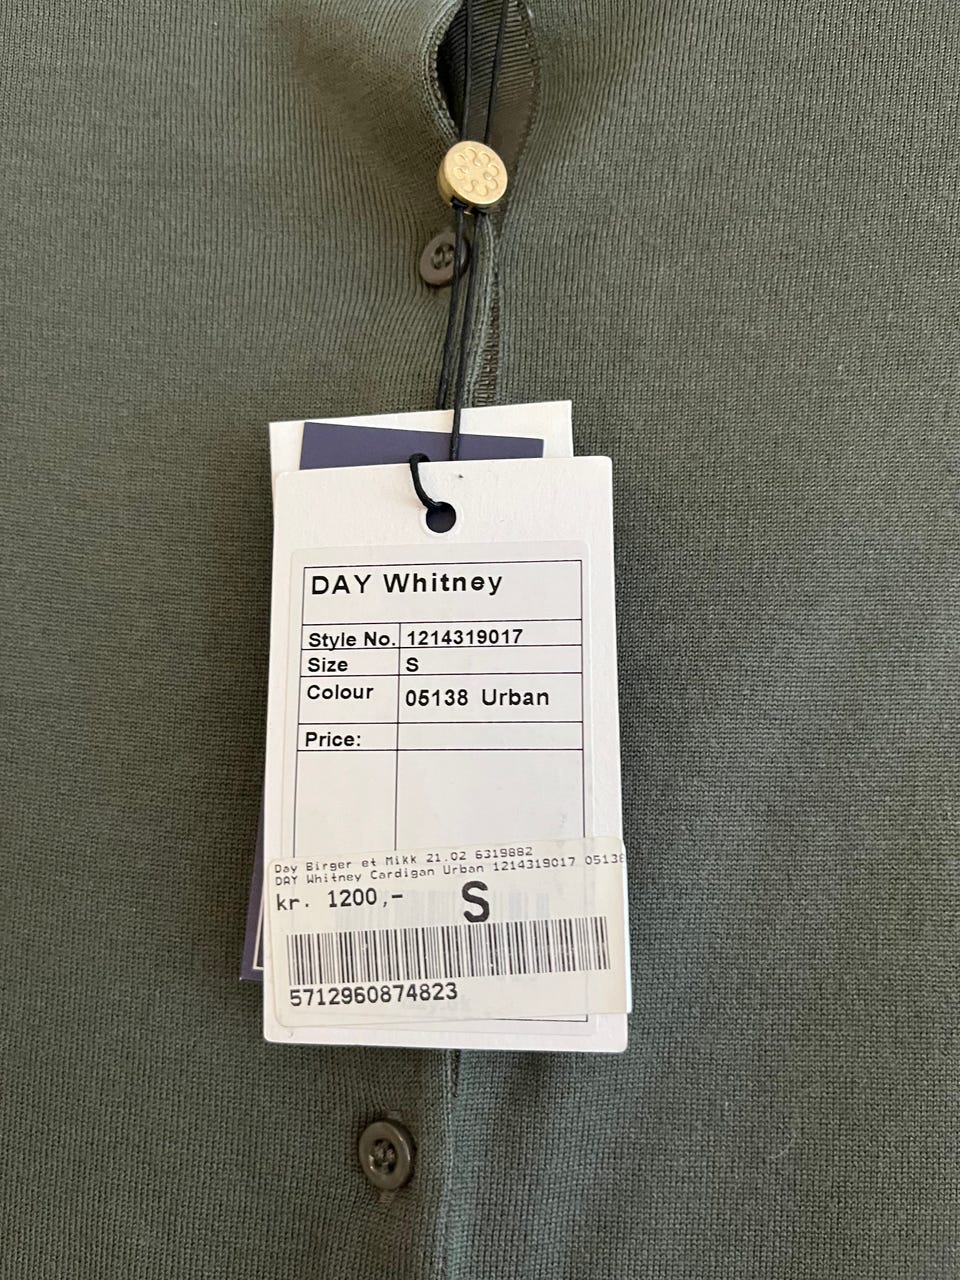 DAY Whitney
Style No. 1214319017
Size S
Colour 05138 Urban
Price:
Day Birger et Mikk 21.02 6319882
DAY Whitney Cardigan Urban 1214319017 05138
kr. 1200,- S
5712960874823